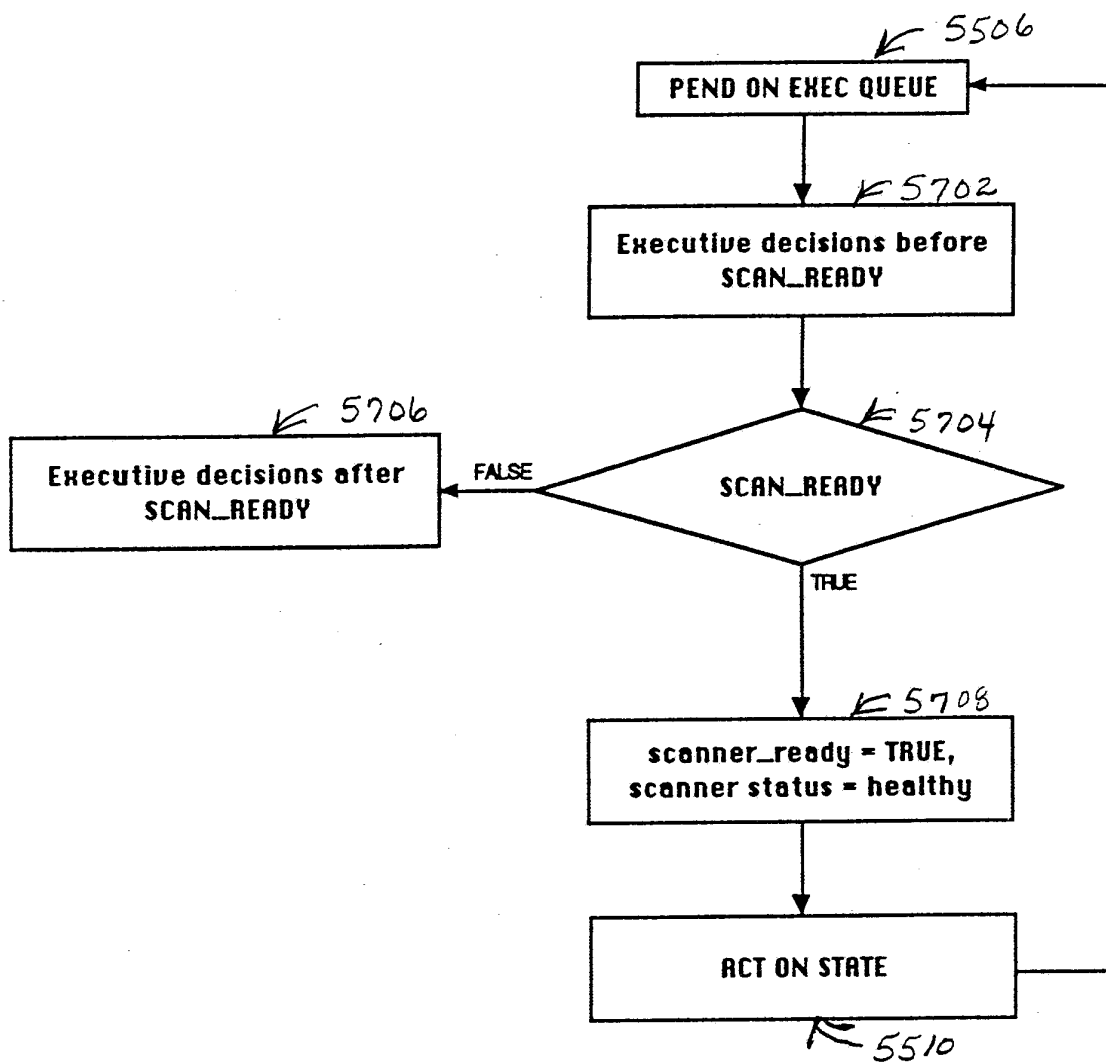 5506
PEND ON EXEC QUEUE
5702
Executive decisions before
SCAN_READY
5706
5704
Executive decisions after
SCAN_READY
FALSE
SCAN_READY
TRUE
5708
scanner_ready = TRUE,
scanner status = healthy
ACT ON STATE
5510